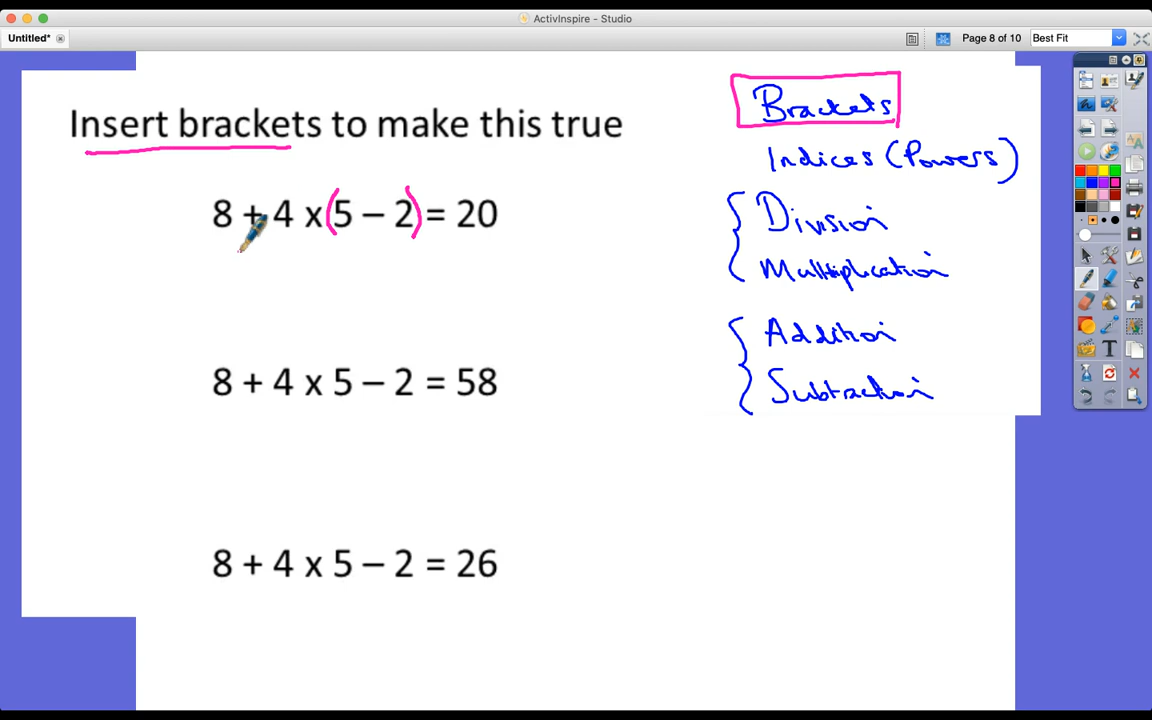 ActivInspire - Studio
Untitled*
Page 8 of 10
Best Fit
Insert brackets to make this true
8 + 4 x (5 – 2) = 20
8 + 4 x 5 – 2 = 58
8 + 4 x 5 – 2 = 26
Brackets
Indices (Powers)
Division
Multiplication
Addition
Subtraction